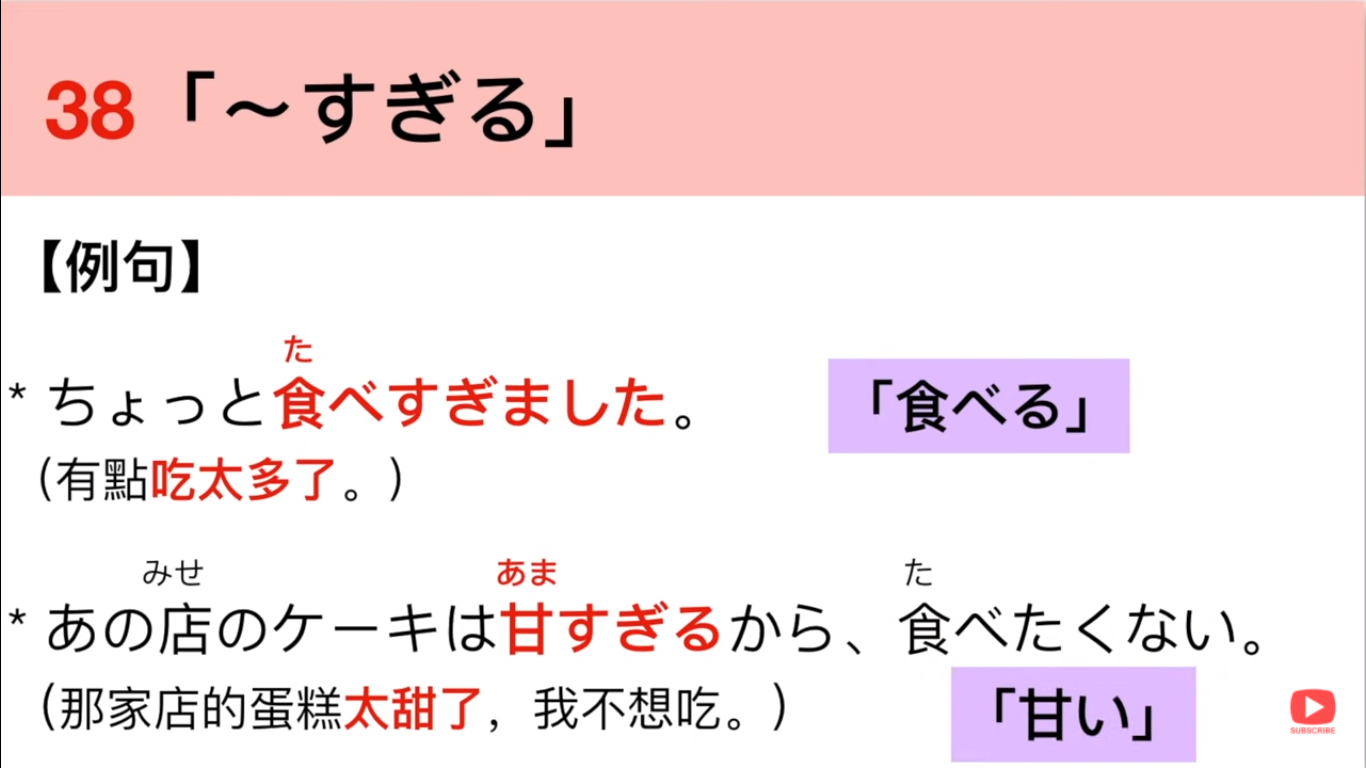 38「～すぎる」
【例句】
た
* ちょっと食べすぎました。
「食べる」
（有點吃太多了。）
みせ あま た
* あの店のケーキは甘すぎるから、食べたくない。
（那家店的蛋糕太甜了，我不想吃。）
「甘い」
SUBSCRIBE